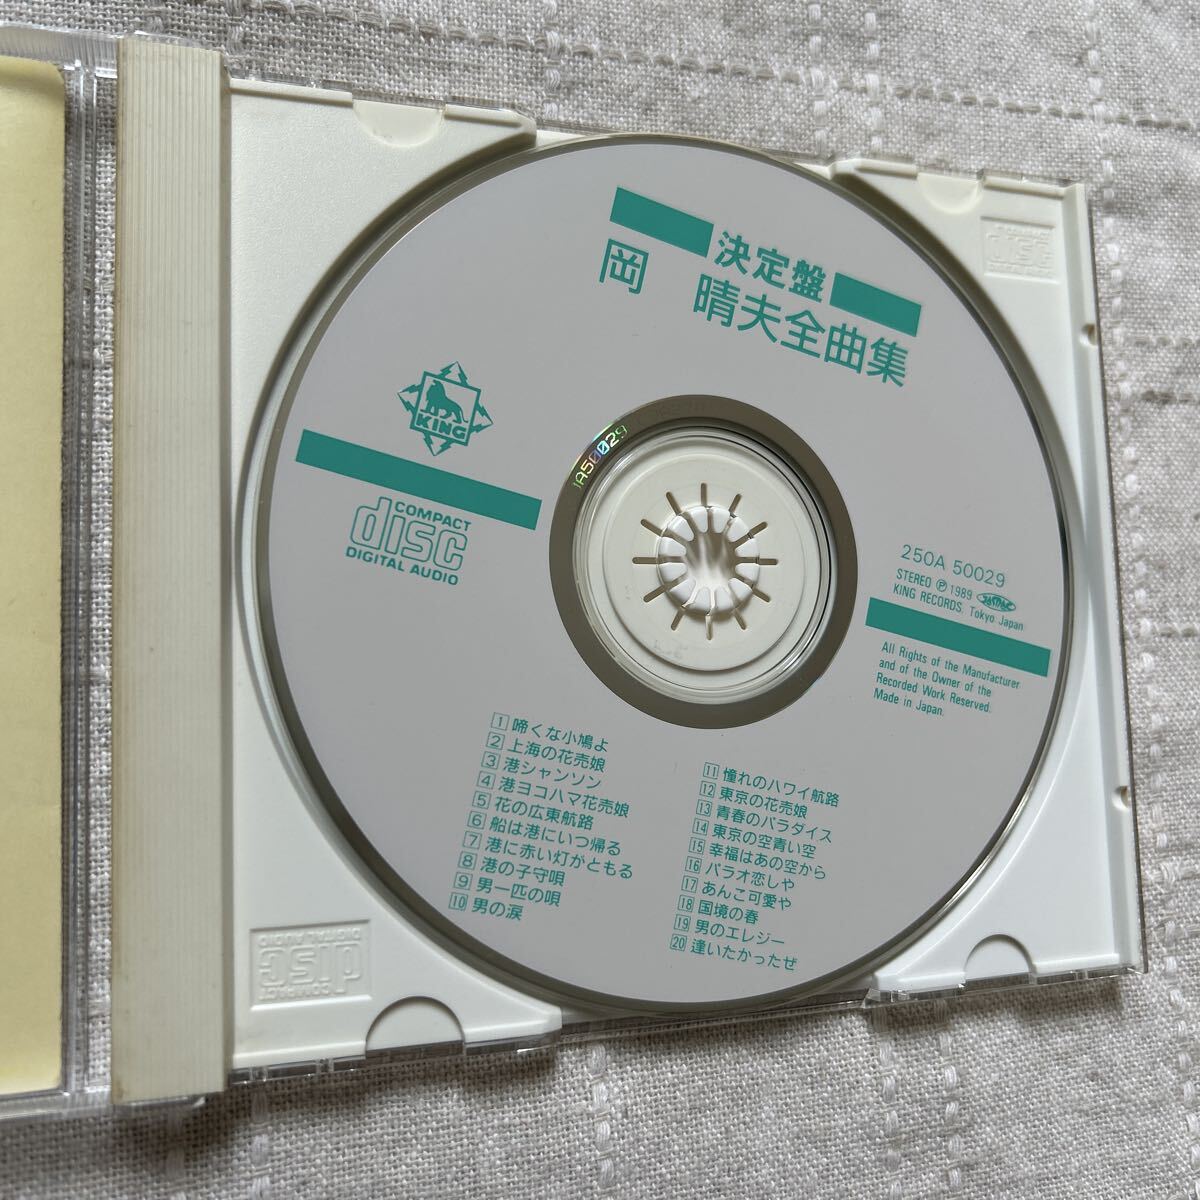 決定盤
岡　晴夫全曲集
KING
COMPACT
disc
DIGITAL AUDIO
250A 50029
STEREO Ⓟ 1989 JASRAC
KING RECORDS. Tokyo Japan
All Rights of the Manufacturer
and of the Owner of the
Recorded Work Reserved.
Made in Japan.
1 啼くな小鳩よ
2 上海の花売娘
3 港シャンソン
4 港ヨコハマ花売娘
5 花の広東航路
6 船は港にいつ帰る
7 港に赤い灯がともる
8 港の子守唄
9 男一匹の唄
10 男の涙
11 憧れのハワイ航路
12 東京の花売娘
13 青春のパラダイス
14 東京の空青い空
15 幸福はあの空から
16 パラオ恋しや
17 あんこ可愛や
18 国境の春
19 男のエレジー
20 逢いたかったぜ
COMPACT
disc
DIGITAL AUDIO
COMPACT
disc
DIGITAL AUDIO